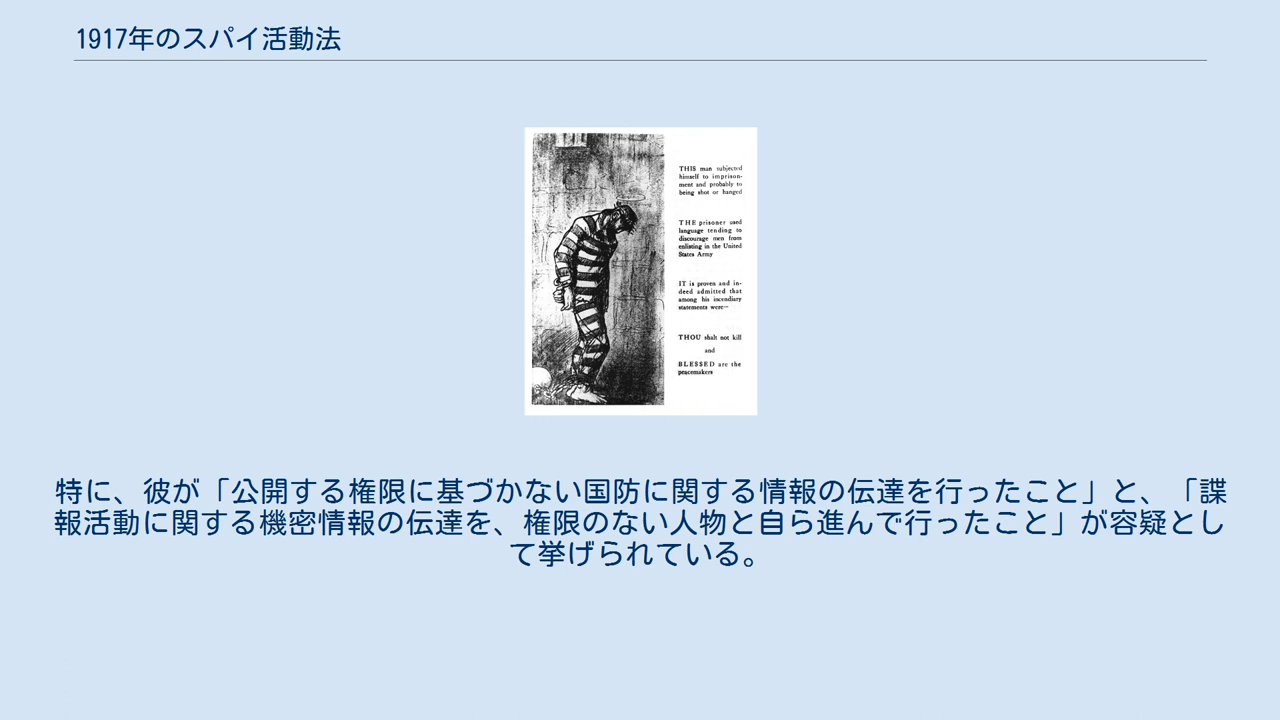 1917年のスパイ活動法
THIS man subjected
himself to imprison-
ment and probably to
being shot or hanged
THE prisoner used
language tending to
discourage men from
enlisting in the United
States Army
IT is proven and in-
deed admitted that
among his incendiary
statements were—
THOU shalt not kill
and
BLESSED are the
peacemakers
特に、彼が「公開する権限に基づかない国防に関する情報の伝達を行ったこと」と、「諜
報活動に関する機密情報の伝達を、権限のない人物と自ら進んで行ったこと」が容疑とし
て挙げられている。